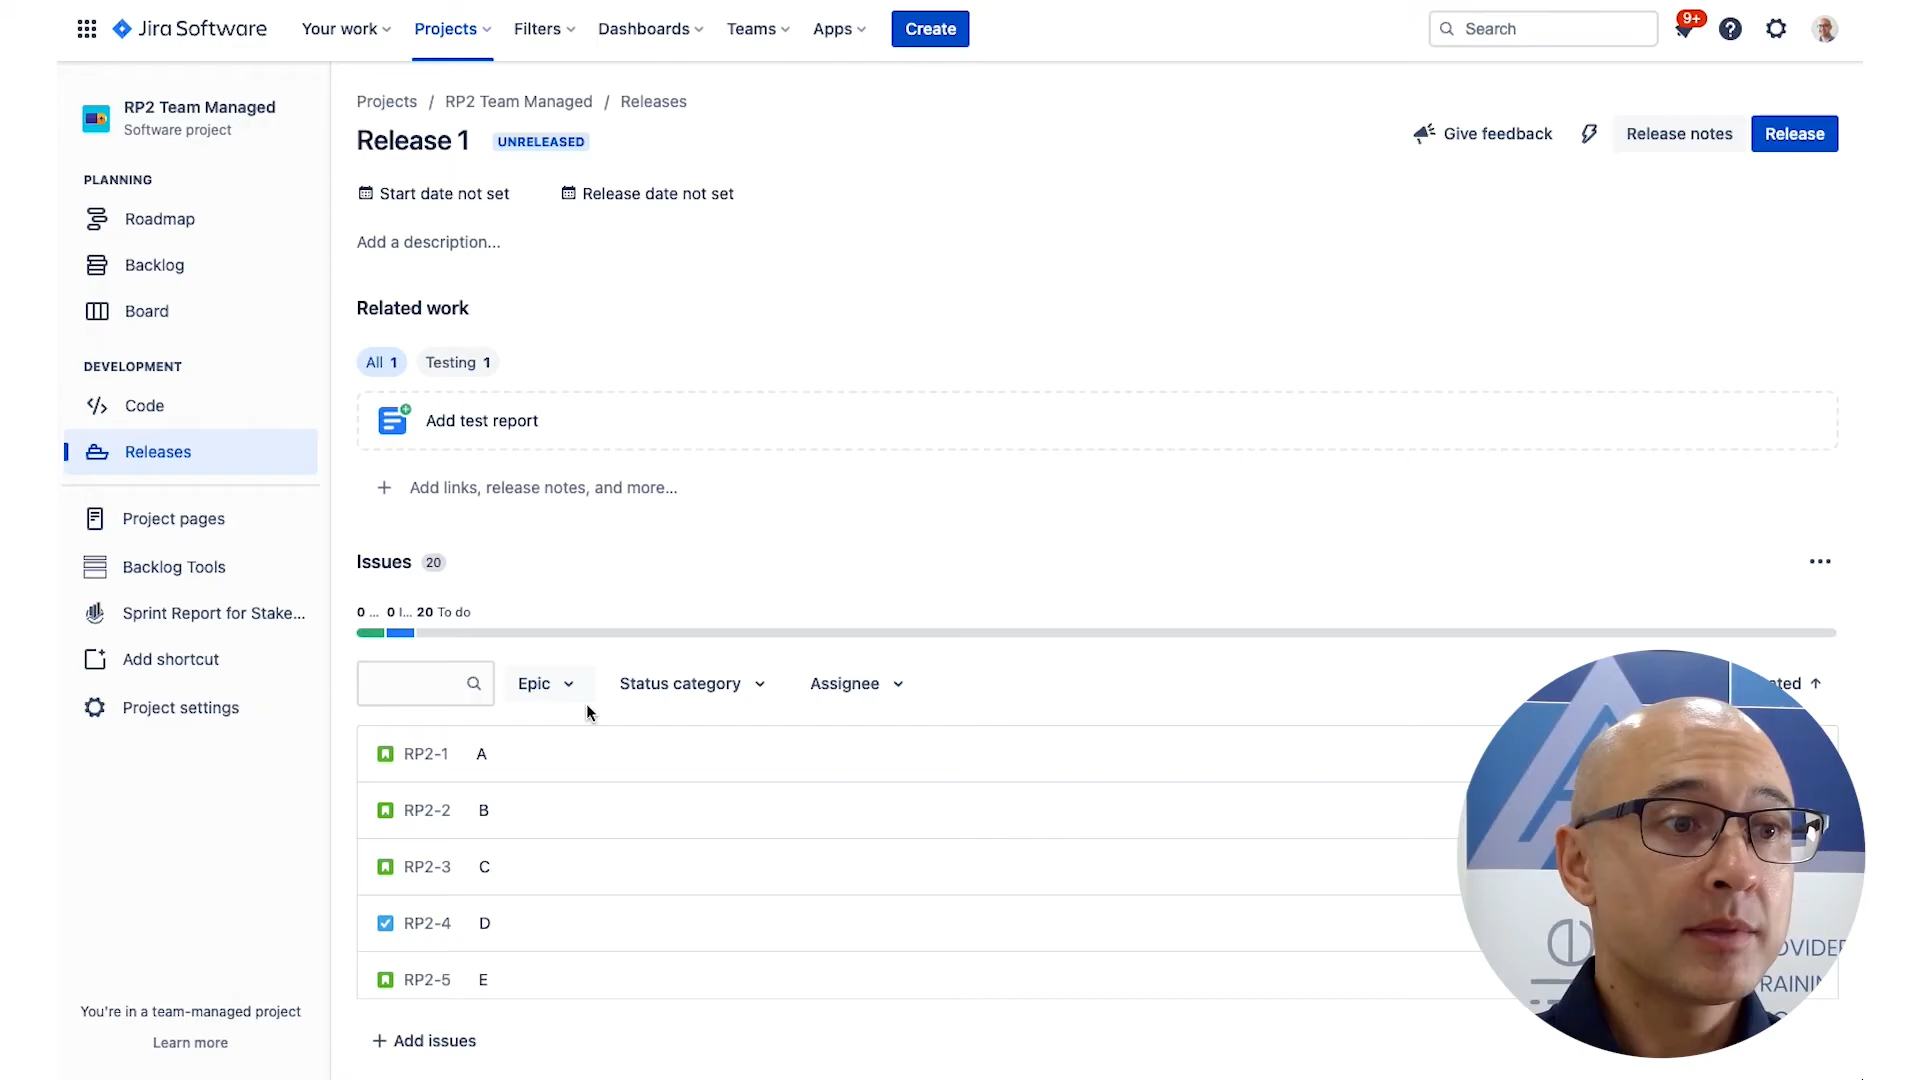 Jira Software
Your work
Projects
Filters
Dashboards
Teams
Apps
Create
Search
9+
RP2 Team Managed
Software project
PLANNING
Roadmap
Backlog
Board
DEVELOPMENT
Code
Releases
Project pages
Backlog Tools
Sprint Report for Stake...
Add shortcut
Project settings
You're in a team-managed project
Learn more
Projects / RP2 Team Managed / Releases
Release 1 UNRELEASED
Give feedback
Release notes
Release
Start date not set
Release date not set
Add a description...
Related work
All 1
Testing 1
Add test report
+ Add links, release notes, and more...
Issues 20
0 ... 0 I... 20 To do
Epic
Status category
Assignee
RP2-1 A
RP2-2 B
RP2-3 C
RP2-4 D
RP2-5 E
+ Add issues